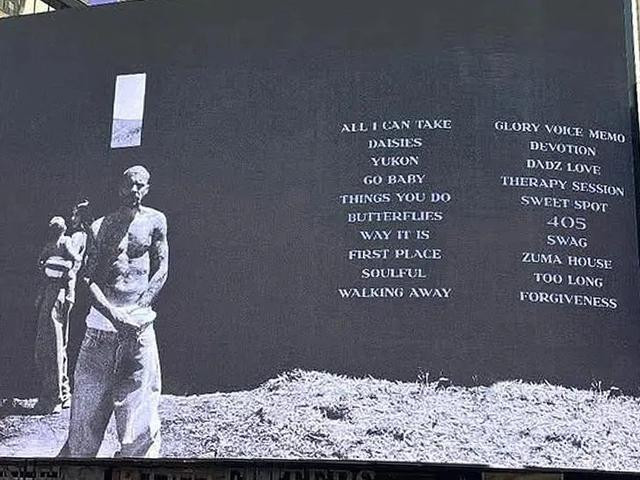 ALL I CAN TAKE
DAISIES
YUKON
GO BABY
THINGS YOU DO
BUTTERFLIES
WAY IT IS
FIRST PLACE
SOULFUL
WALKING AWAY
GLORY VOICE MEMO
DEVOTION
DADZ LOVE
THERAPY SESSION
SWEET SPOT
405
SWAG
ZUMA HOUSE
TOO LONG
FORGIVENESS